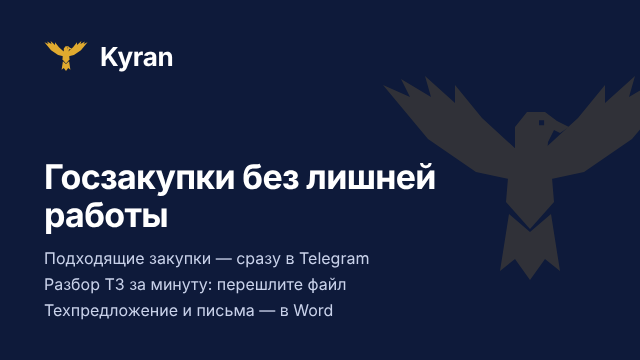 Kyran
Госзакупки без лишней
работы
Подходящие закупки — сразу в Telegram
Разбор ТЗ за минуту: перешлите файл
Техпредложение и письма — в Word